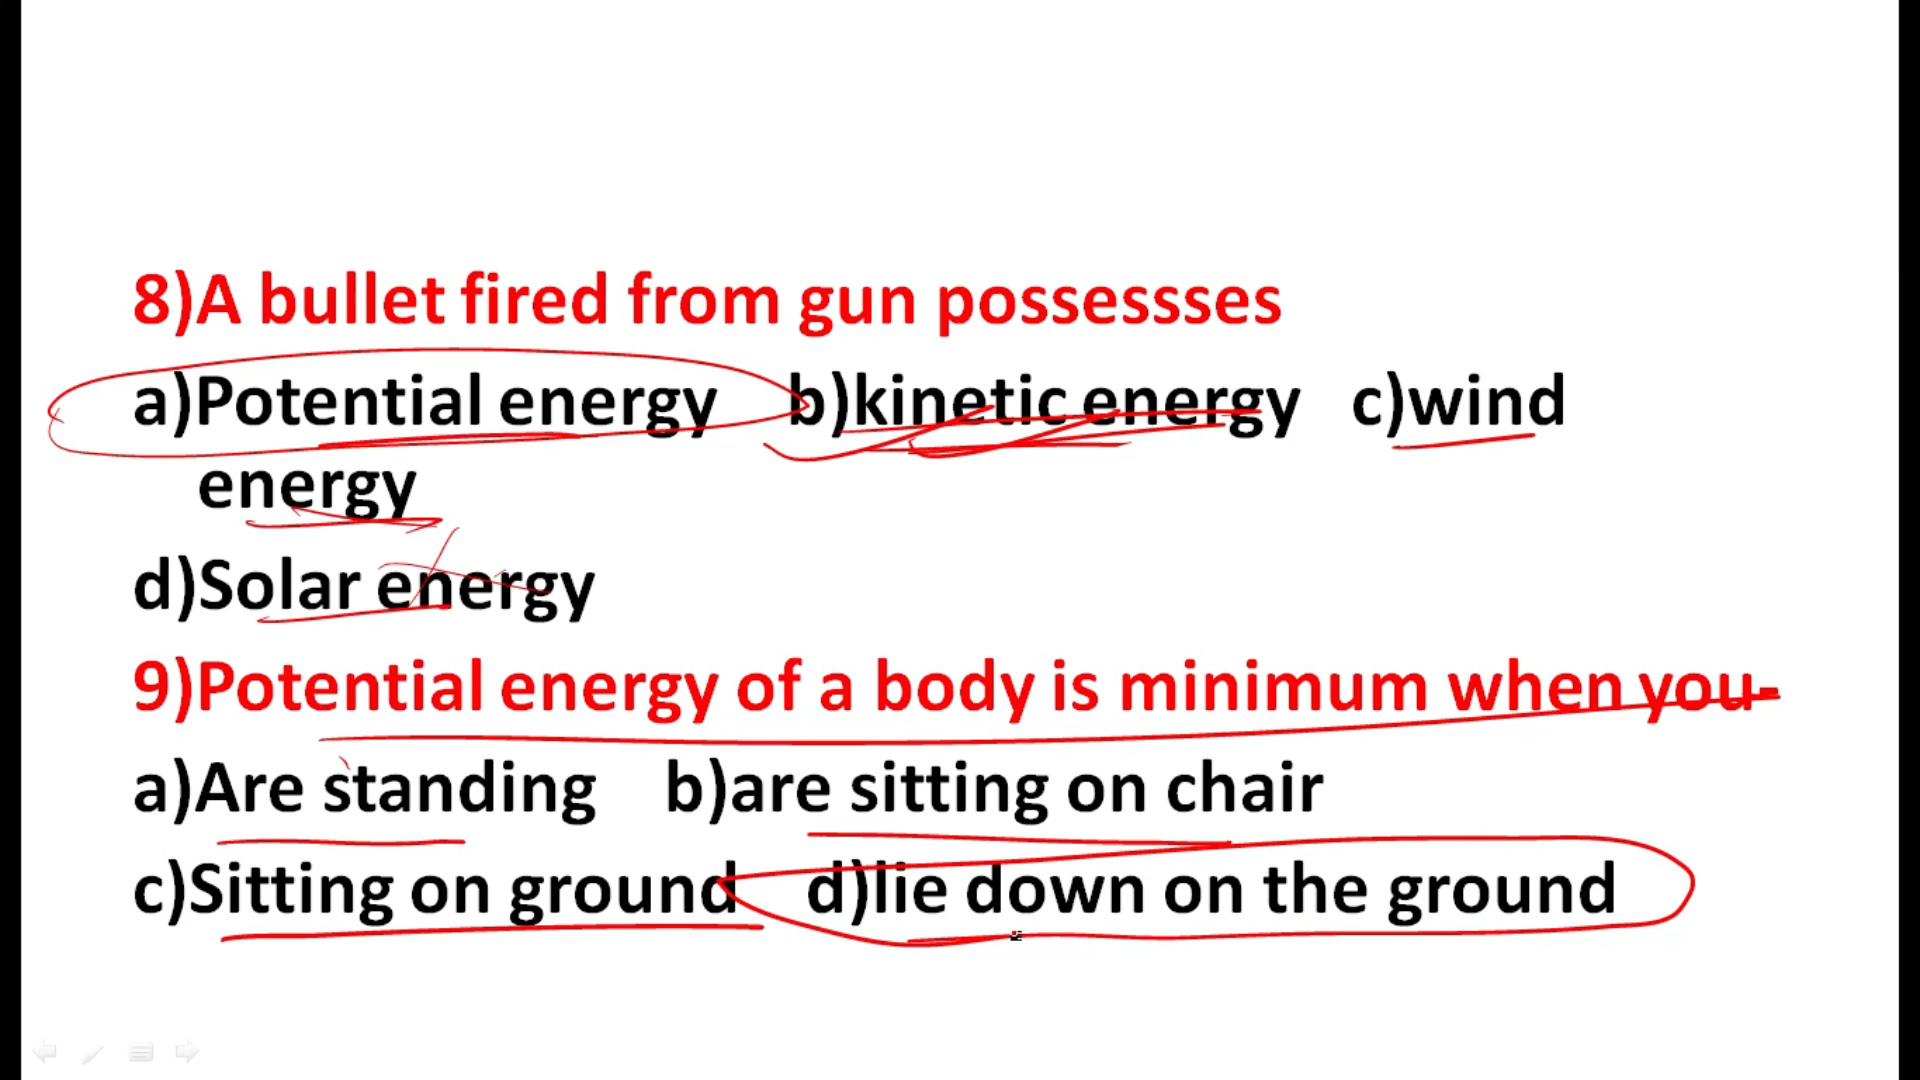 8)A bullet fired from gun possessses
a)Potential energy b)kinetic energy c)wind
energy
d)Solar energy
9)Potential energy of a body is minimum when you-
a)Are standing b)are sitting on chair
c)Sitting on ground d)lie down on the ground